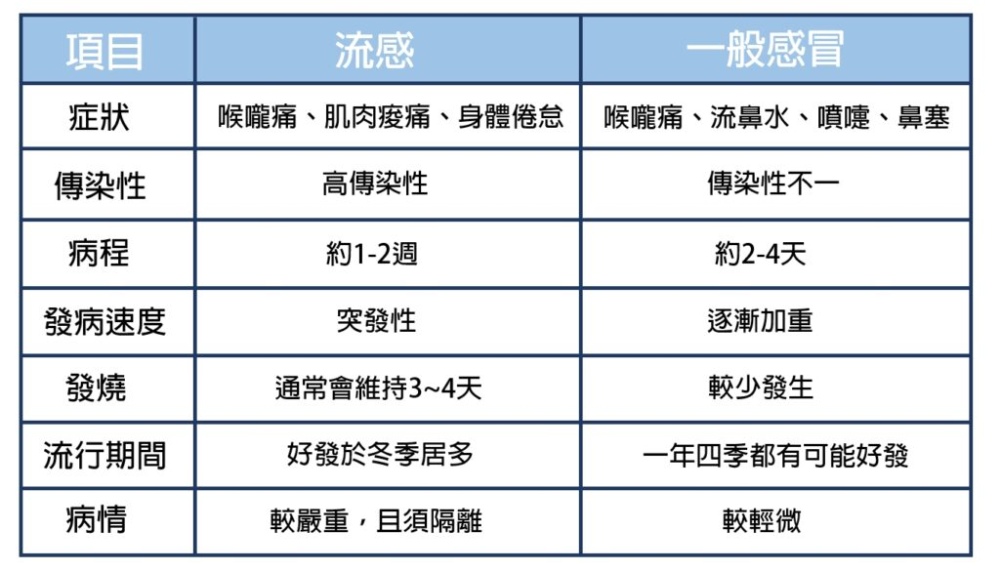 項目 流感 一般感冒
症狀 喉嚨痛、肌肉痠痛、身體倦怠 喉嚨痛、流鼻水、噴嚏、鼻塞
傳染性 高傳染性 傳染性不一
病程 約1-2週 約2-4天
發病速度 突發性 逐漸加重
發燒 通常會維持3~4天 較少發生
流行期間 好發於冬季居多 一年四季都有可能好發
病情 較嚴重，且須隔離 較輕微